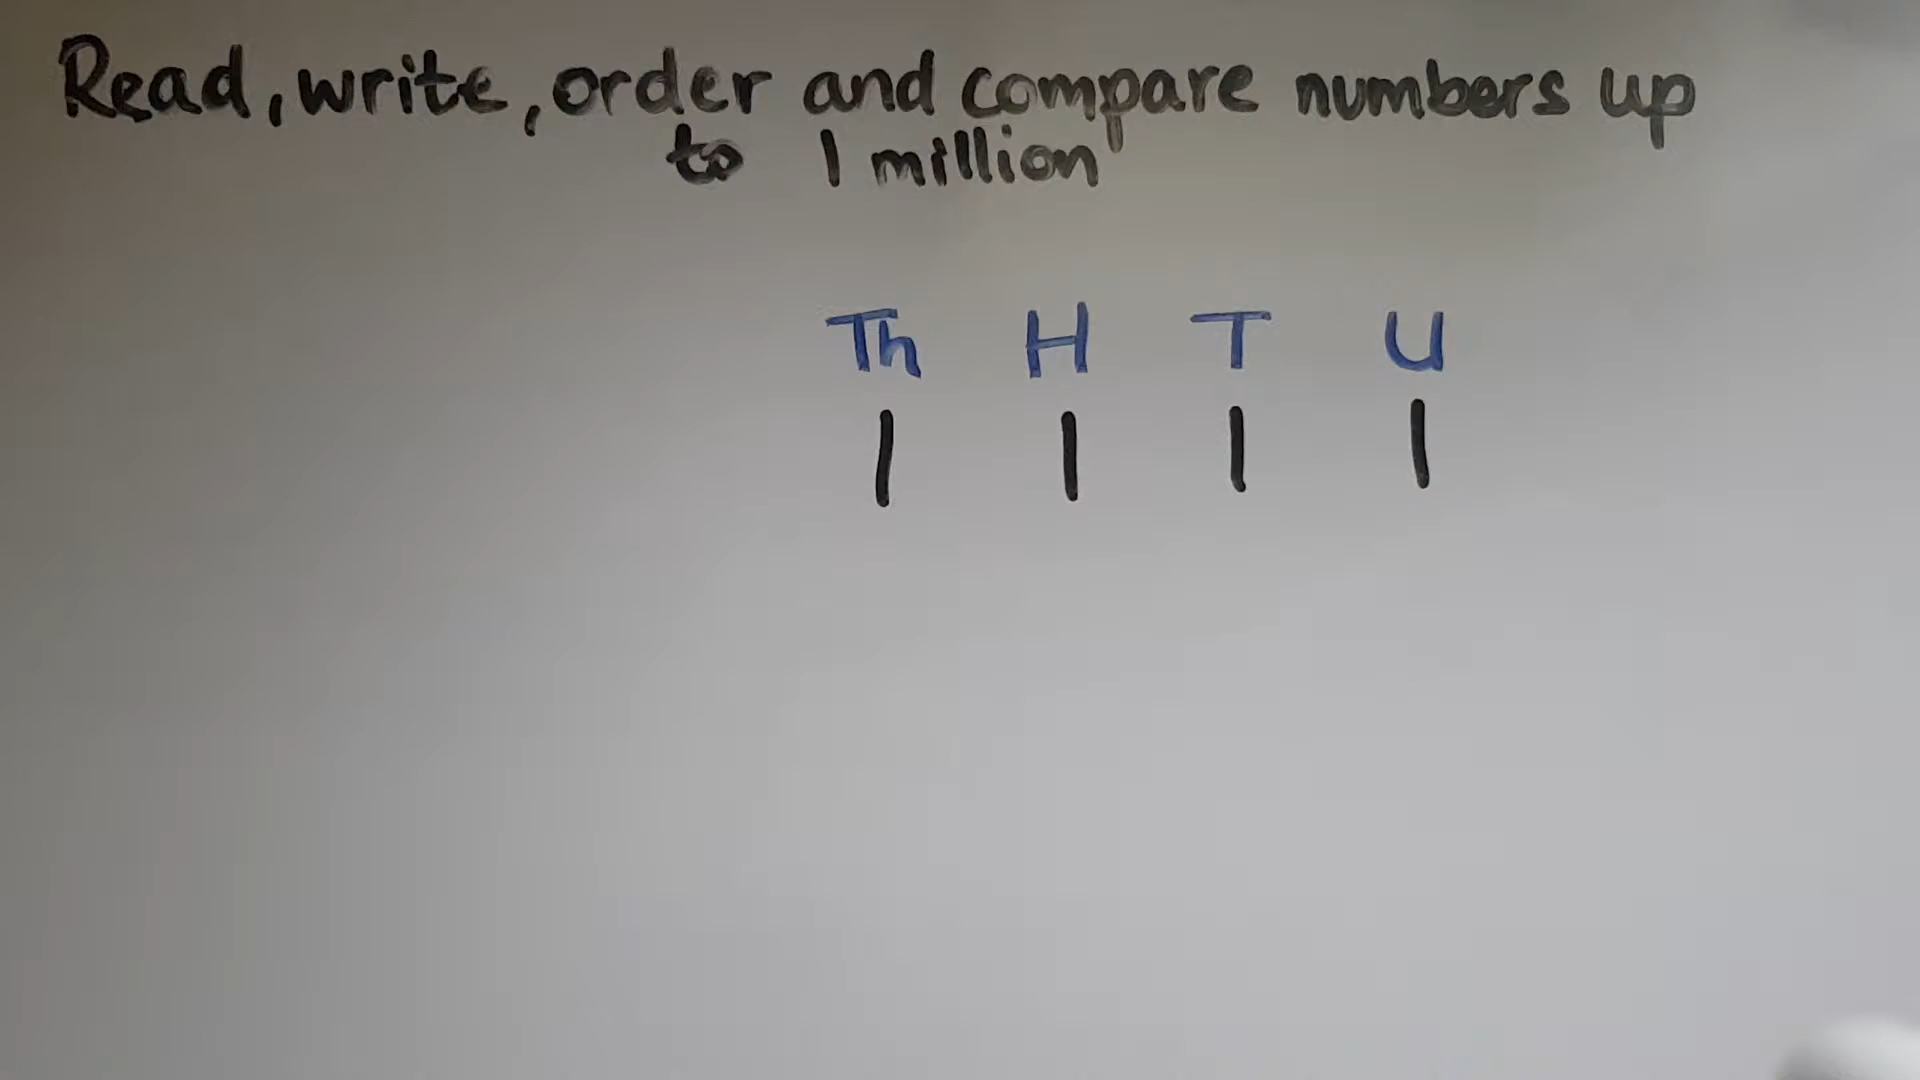 Read, write, order and compare numbers up
to 1 million
Th H T U
1 1 1 1